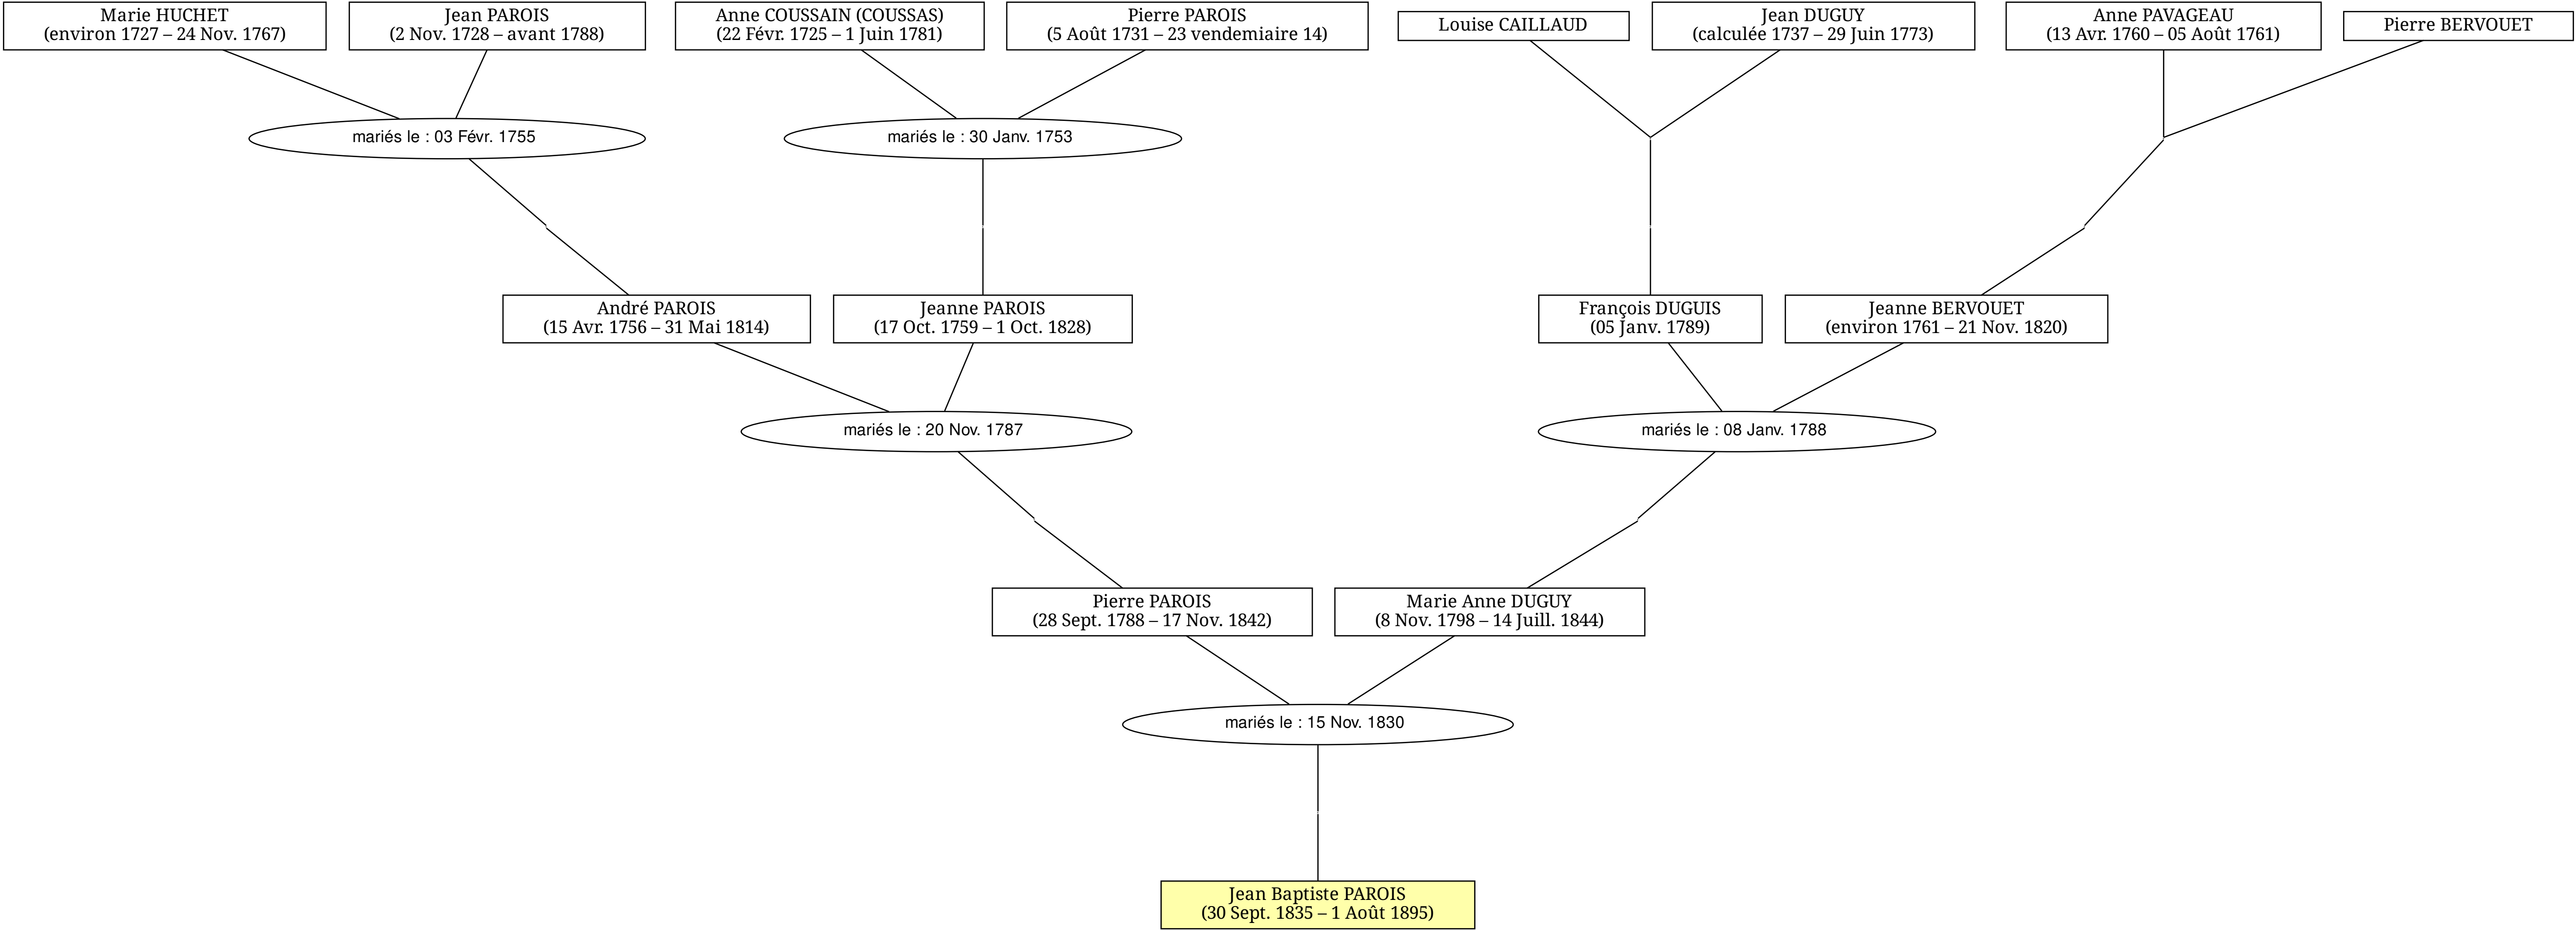 Marie HUCHET
(environ 1727 – 24 Nov. 1767)
Jean PAROIS
(2 Nov. 1728 – avant 1788)
Anne COUSSAIN (COUSSAS)
(22 Févr. 1725 – 1 Juin 1781)
Pierre PAROIS
(5 Août 1731 – 23 vendemiaire 14)
Louise CAILLAUD
Jean DUGUY
(calculée 1737 – 29 Juin 1773)
Anne PAVAGEAU
(13 Avr. 1760 – 05 Août 1761)
Pierre BERVOUET
mariés le : 03 Févr. 1755
mariés le : 30 Janv. 1753
André PAROIS
(15 Avr. 1756 – 31 Mai 1814)
Jeanne PAROIS
(17 Oct. 1759 – 1 Oct. 1828)
François DUGUIS
(05 Janv. 1789)
Jeanne BERVOUET
(environ 1761 – 21 Nov. 1820)
mariés le : 20 Nov. 1787
mariés le : 08 Janv. 1788
Pierre PAROIS
(28 Sept. 1788 – 17 Nov. 1842)
Marie Anne DUGUY
(8 Nov. 1798 – 14 Juill. 1844)
mariés le : 15 Nov. 1830
Jean Baptiste PAROIS
(30 Sept. 1835 – 1 Août 1895)